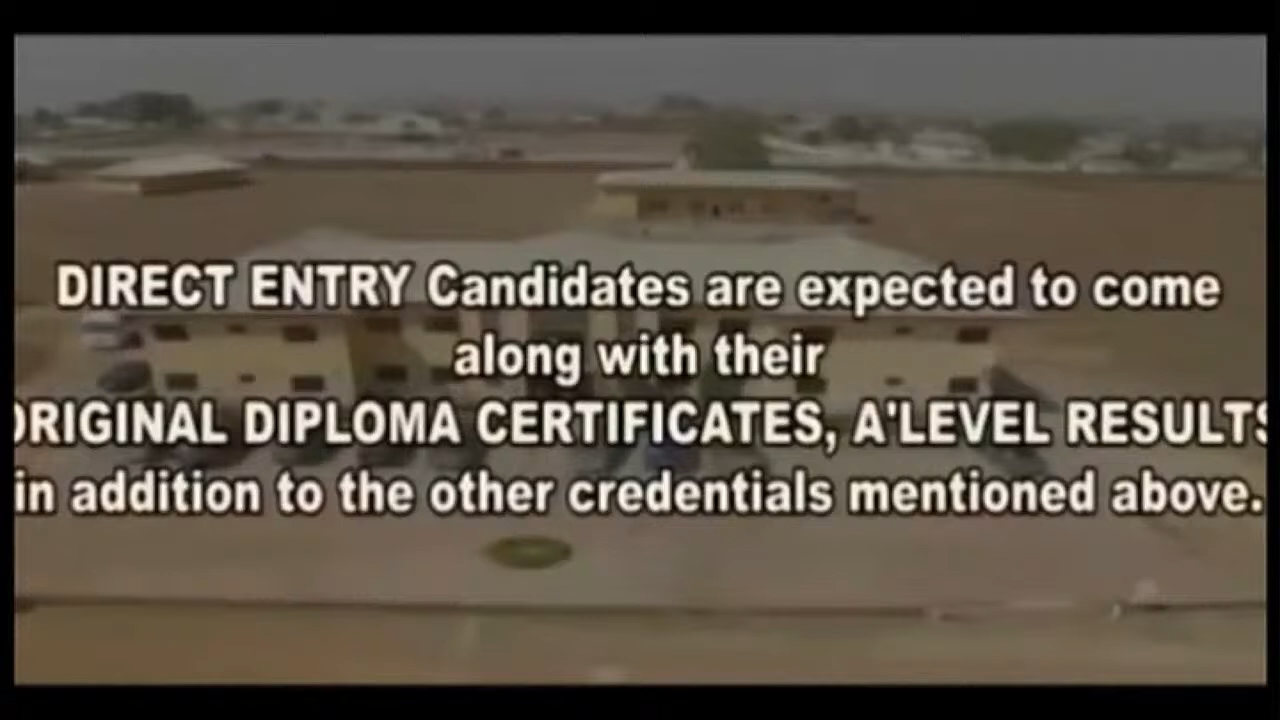 DIRECT ENTRY Candidates are expected to come
along with their
ORIGINAL DIPLOMA CERTIFICATES, A'LEVEL RESULTS
in addition to the other credentials mentioned above.